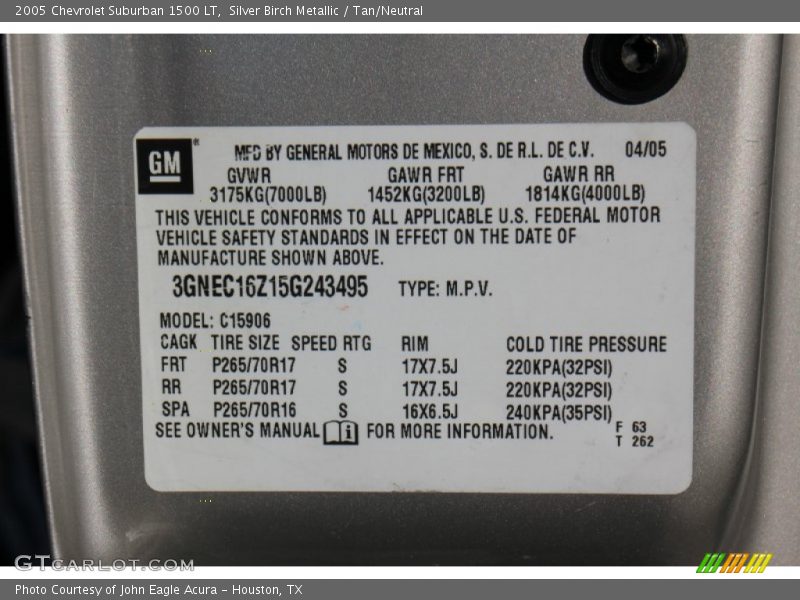 2005 Chevrolet Suburban 1500 LT,  Silver Birch Metallic / Tan/Neutral
GM®
MFD BY GENERAL MOTORS DE MEXICO, S. DE R.L. DE C.V. 04/05
GVWR GAWR FRT GAWR RR
3175KG(7000LB) 1452KG(3200LB) 1814KG(4000LB)
THIS VEHICLE CONFORMS TO ALL APPLICABLE U.S. FEDERAL MOTOR
VEHICLE SAFETY STANDARDS IN EFFECT ON THE DATE OF
MANUFACTURE SHOWN ABOVE.
3GNEC16Z15G243495 TYPE: M.P.V.
MODEL: C15906
CAGK TIRE SIZE SPEED RTG RIM COLD TIRE PRESSURE
FRT P265/70R17 S 17X7.5J 220KPA(32PSI)
RR P265/70R17 S 17X7.5J 220KPA(32PSI)
SPA P265/70R16 S 16X6.5J 240KPA(35PSI)
SEE OWNER'S MANUAL i FOR MORE INFORMATION.
F 63
T 262
GTCARLOT.COM
Photo Courtesy of John Eagle Acura - Houston, TX